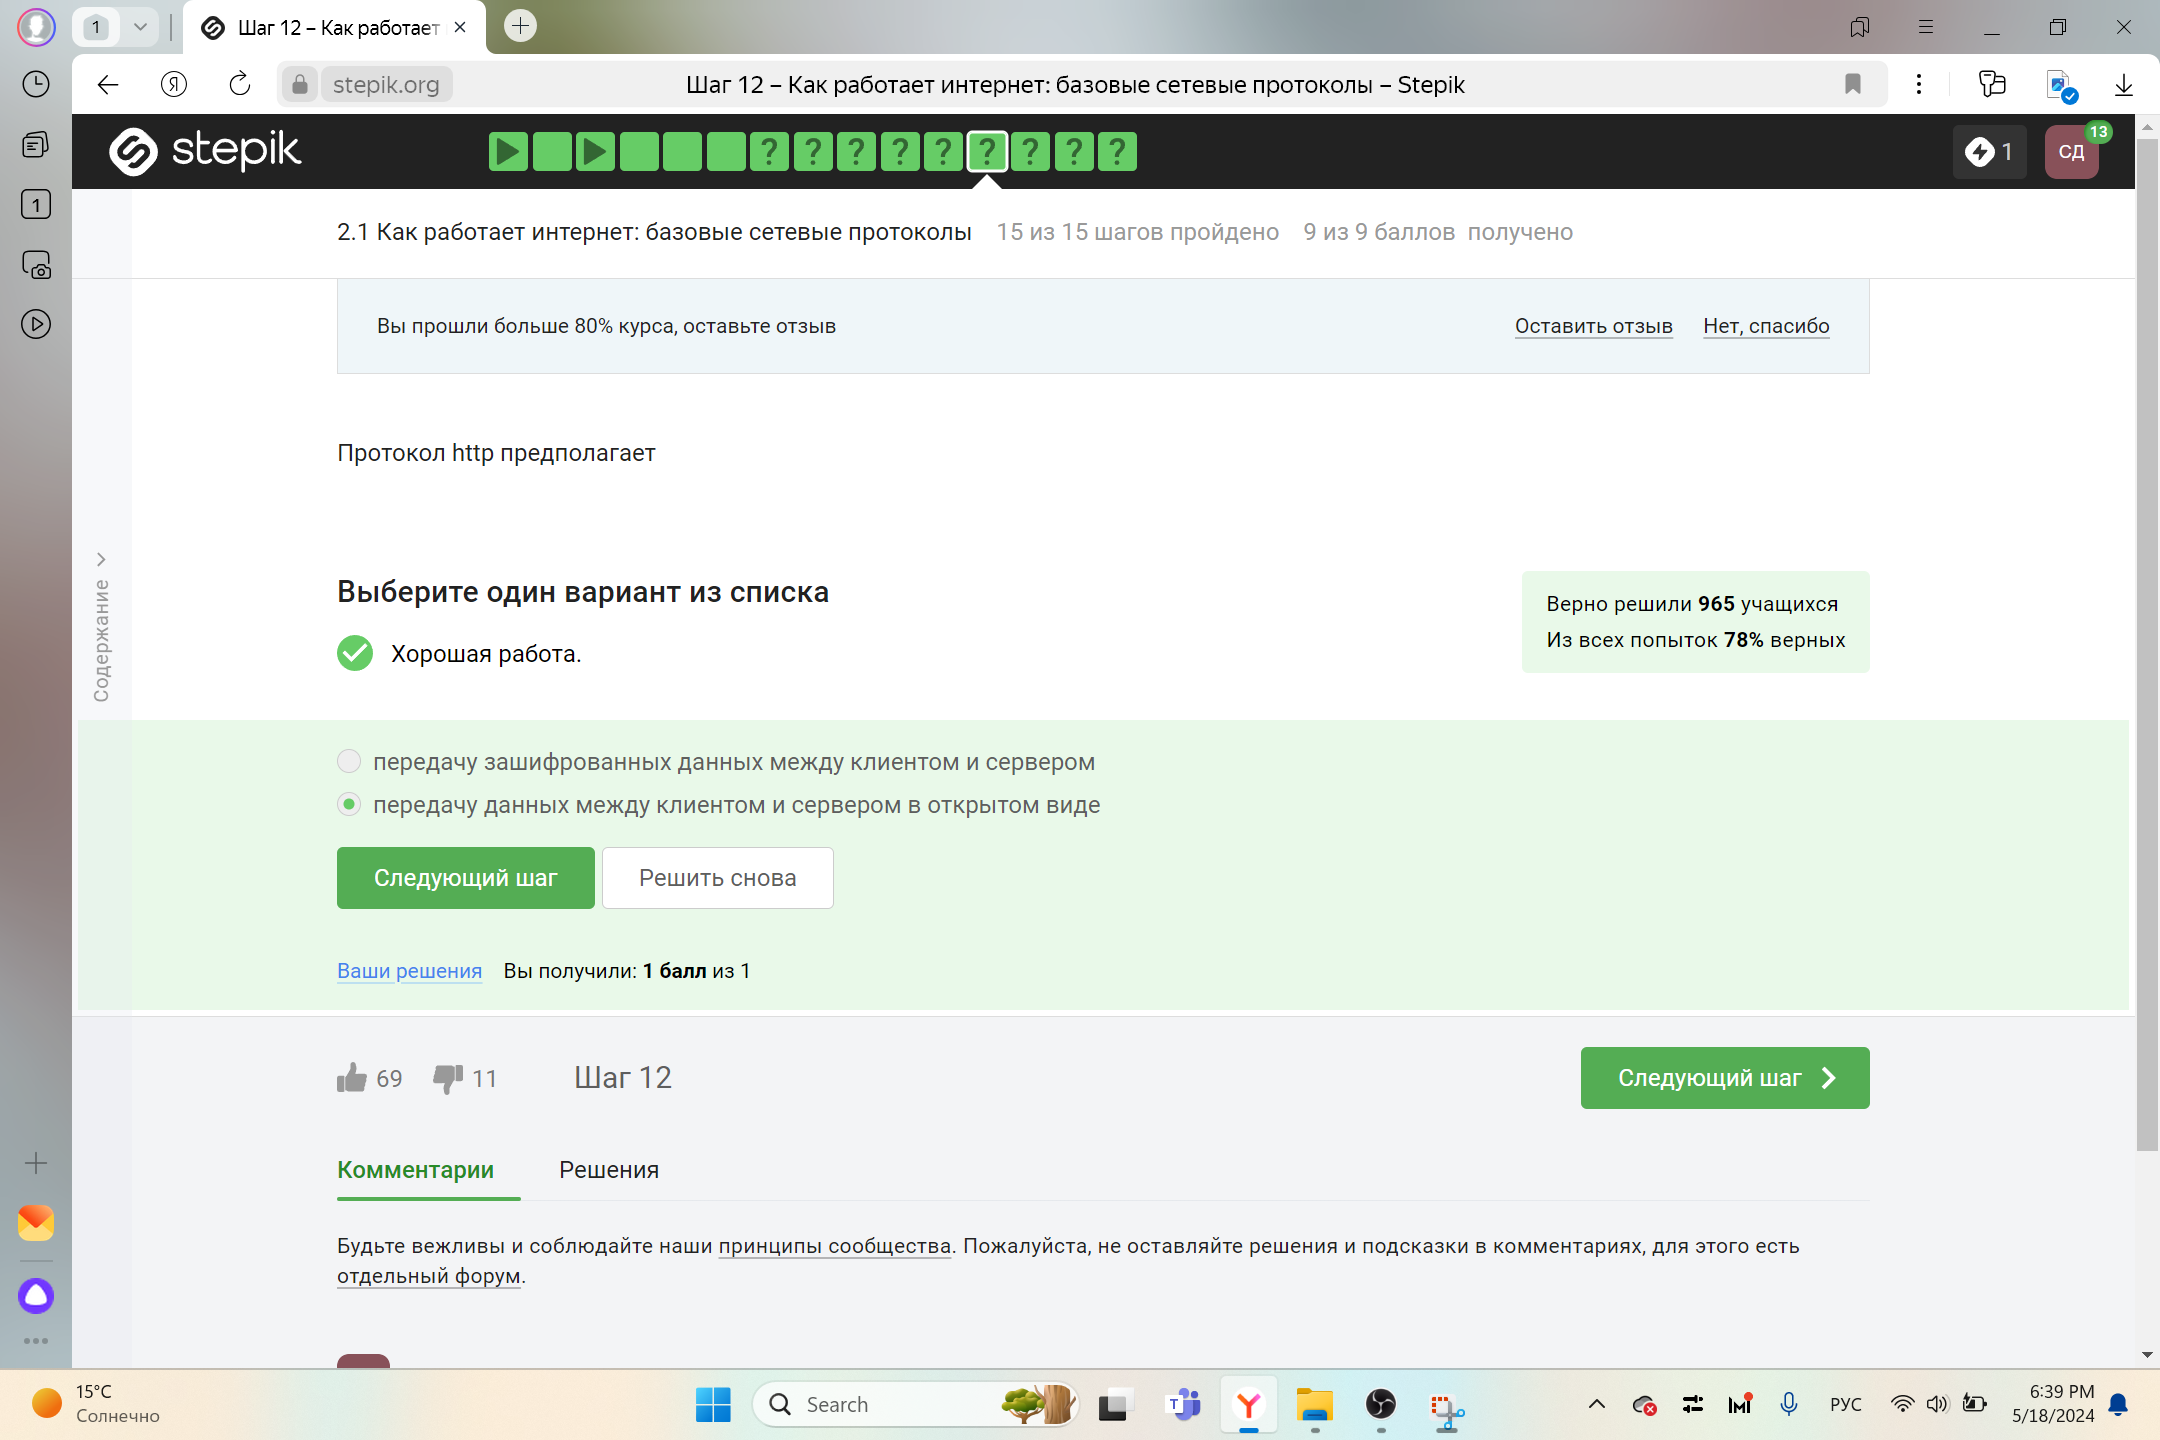 1
Шаг 12 – Как работает
stepik.org
Шаг 12 – Как работает интернет: базовые сетевые протоколы – Stepik
1
stepik
? ? ? ? ? ? ? ? ?
1
СД
13
2.1 Как работает интернет: базовые сетевые протоколы 15 из 15 шагов пройдено 9 из 9 баллов получено
Вы прошли больше 80% курса, оставьте отзыв
Оставить отзыв
Нет, спасибо
Протокол http предполагает
Содержание
Выберите один вариант из списка
Хорошая работа.
Верно решили 965 учащихся
Из всех попыток 78% верных
передачу зашифрованных данных между клиентом и сервером
передачу данных между клиентом и сервером в открытом виде
Следующий шаг
Решить снова
Ваши решения Вы получили: 1 балл из 1
69 11 Шаг 12
Следующий шаг
Комментарии
Решения
Будьте вежливы и соблюдайте наши принципы сообщества. Пожалуйста, не оставляйте решения и подсказки в комментариях, для этого есть
отдельный форум.
15°C
Солнечно
Search
РУС
6:39 PM
5/18/2024